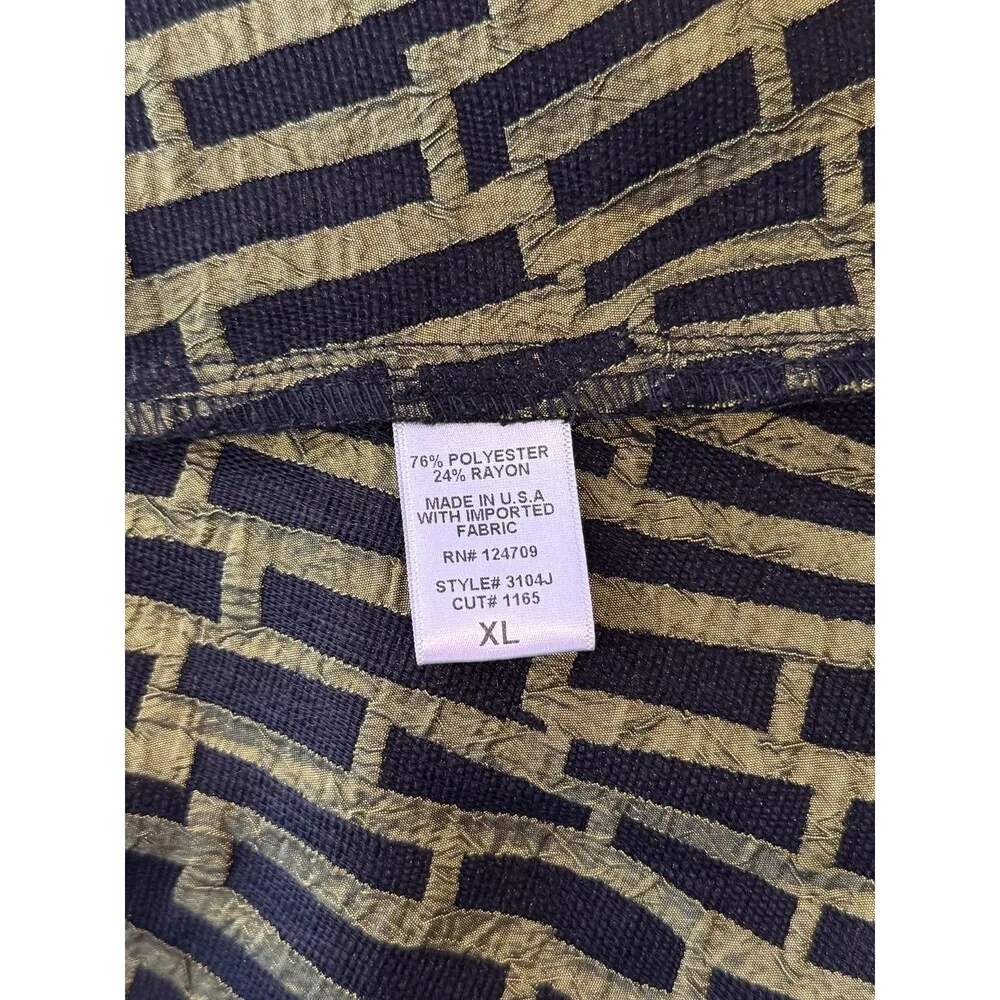 76% POLYESTER
24% RAYON
MADE IN U.S.A
WITH IMPORTED
FABRIC
RN# 124709
STYLE# 3104J
CUT# 1165
XL